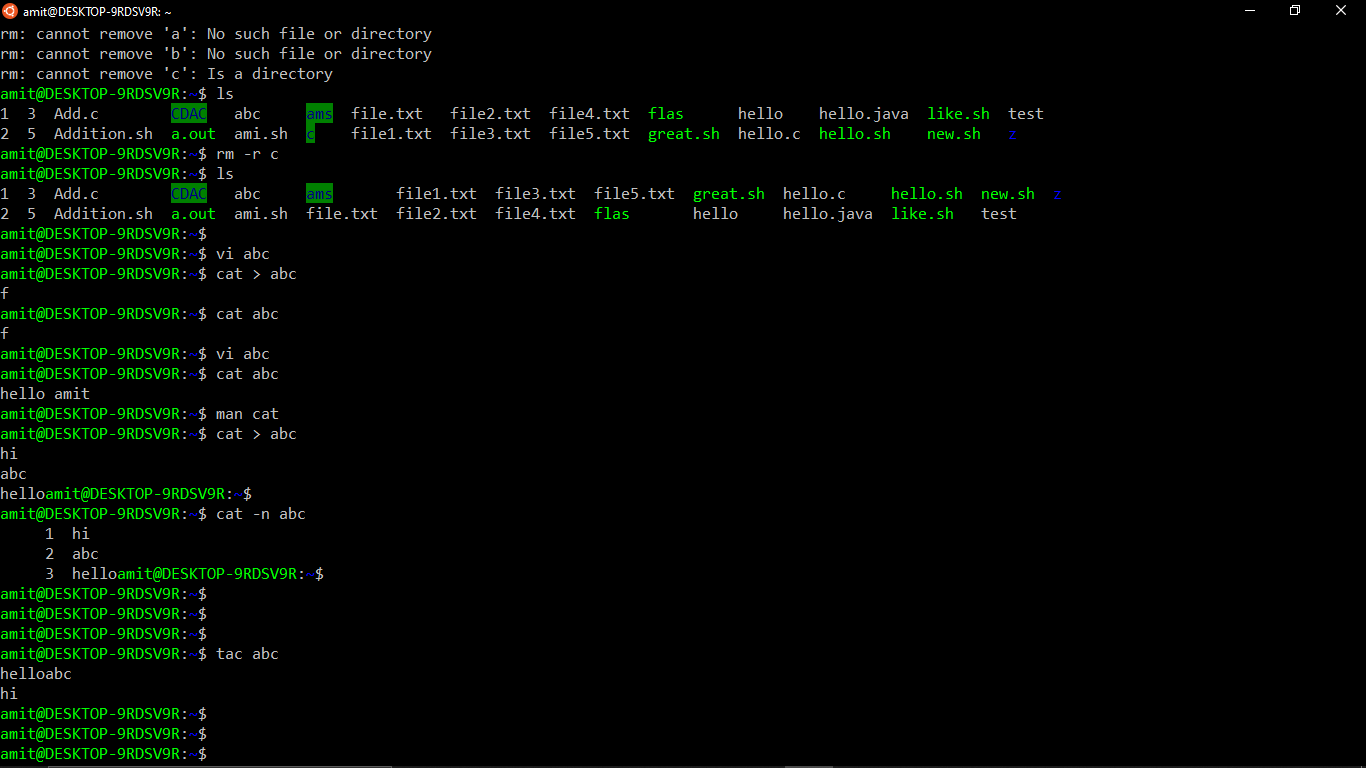 amit@DESKTOP-9RDSV9R: ~
rm: cannot remove 'a': No such file or directory
rm: cannot remove 'b': No such file or directory
rm: cannot remove 'c': Is a directory
amit@DESKTOP-9RDSV9R:~$ ls
1  3  Add.c        CDAC   abc     ams  file.txt   file2.txt  file4.txt  flas      hello    hello.java  like.sh  test
2  5  Addition.sh  a.out  ami.sh  c    file1.txt  file3.txt  file5.txt  great.sh  hello.c  hello.sh    new.sh   z
amit@DESKTOP-9RDSV9R:~$ rm -r c
amit@DESKTOP-9RDSV9R:~$ ls
1  3  Add.c        CDAC   abc     ams       file1.txt  file3.txt  file5.txt  great.sh  hello.c     hello.sh  new.sh  z
2  5  Addition.sh  a.out  ami.sh  file.txt  file2.txt  file4.txt  flas       hello     hello.java  like.sh   test
amit@DESKTOP-9RDSV9R:~$
amit@DESKTOP-9RDSV9R:~$ vi abc
amit@DESKTOP-9RDSV9R:~$ cat > abc
f
amit@DESKTOP-9RDSV9R:~$ cat abc
f
amit@DESKTOP-9RDSV9R:~$ vi abc
amit@DESKTOP-9RDSV9R:~$ cat abc
hello amit
amit@DESKTOP-9RDSV9R:~$ man cat
amit@DESKTOP-9RDSV9R:~$ cat > abc
hi
abc
helloamit@DESKTOP-9RDSV9R:~$
amit@DESKTOP-9RDSV9R:~$ cat -n abc
     1  hi
     2  abc
     3  helloamit@DESKTOP-9RDSV9R:~$
amit@DESKTOP-9RDSV9R:~$
amit@DESKTOP-9RDSV9R:~$
amit@DESKTOP-9RDSV9R:~$
amit@DESKTOP-9RDSV9R:~$ tac abc
helloabc
hi
amit@DESKTOP-9RDSV9R:~$
amit@DESKTOP-9RDSV9R:~$
amit@DESKTOP-9RDSV9R:~$